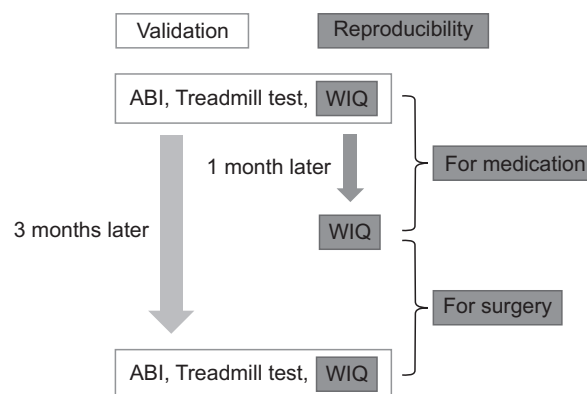 Validation
Reproducibility
ABI, Treadmill test, WIQ
1 month later
For medication
3 months later
WIQ
For surgery
ABI, Treadmill test, WIQ